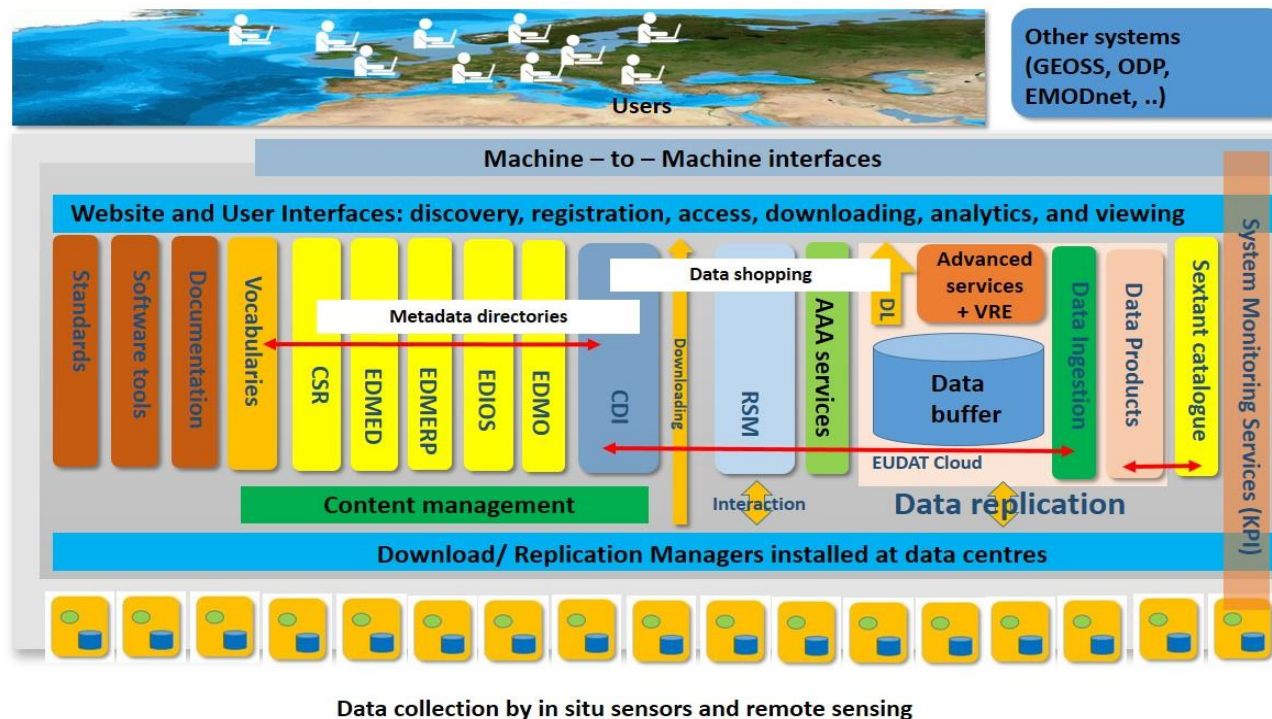 Users
Other systems
(GEOSS, ODP,
EMODnet, ..)
Machine – to – Machine interfaces
Website and User Interfaces: discovery, registration, access, downloading, analytics, and viewing
System Monitoring Services (KPI)
Standards
Software tools
Documentation
Vocabularies
Metadata directories
CSR
EDMED
EDMERP
EDIOS
EDMO
CDI
Data shopping
Downloading
RSM
AAA services
DL
Advanced
services
+ VRE
Data
buffer
EUDAT Cloud
Data Ingestion
Data Products
Sextant catalogue
Content management
Interaction
Data replication
Download/ Replication Managers installed at data centres
Data collection by in situ sensors and remote sensing